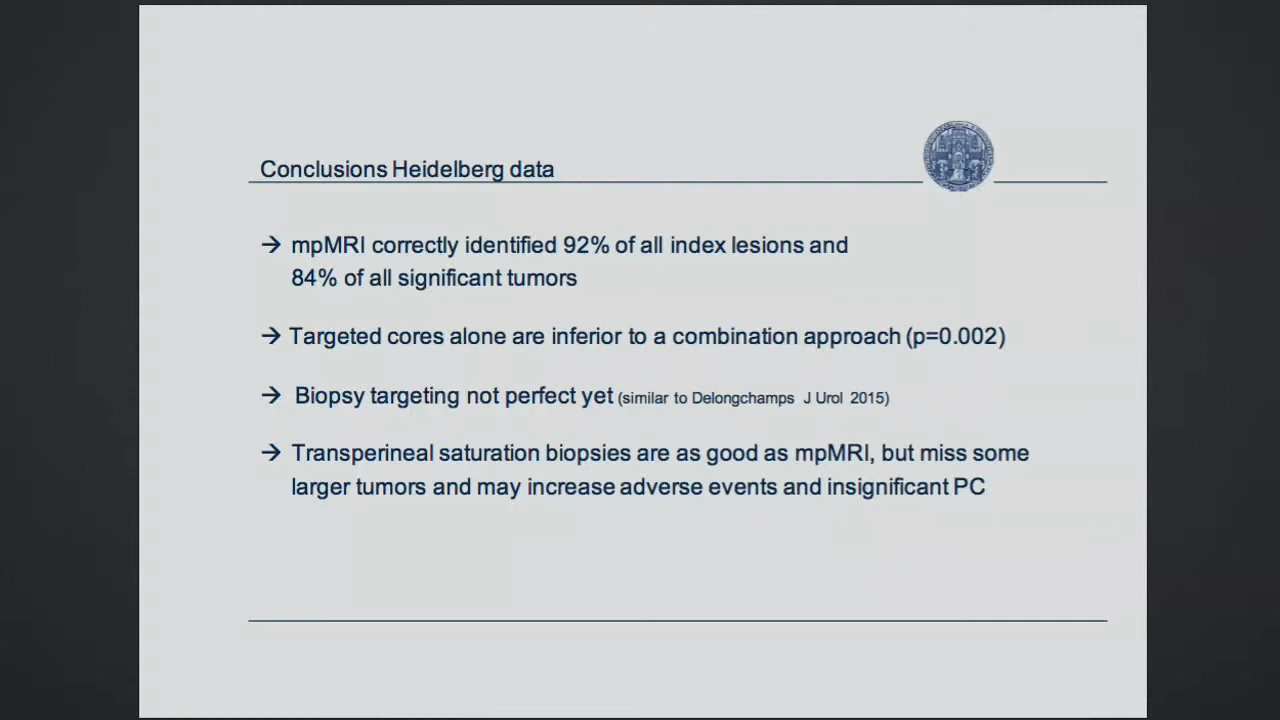 Conclusions Heidelberg data
→ mpMRI correctly identified 92% of all index lesions and
84% of all significant tumors
→ Targeted cores alone are inferior to a combination approach (p=0.002)
→ Biopsy targeting not perfect yet (similar to Delongchamps J Urol 2015)
→ Transperineal saturation biopsies are as good as mpMRI, but miss some
larger tumors and may increase adverse events and insignificant PC